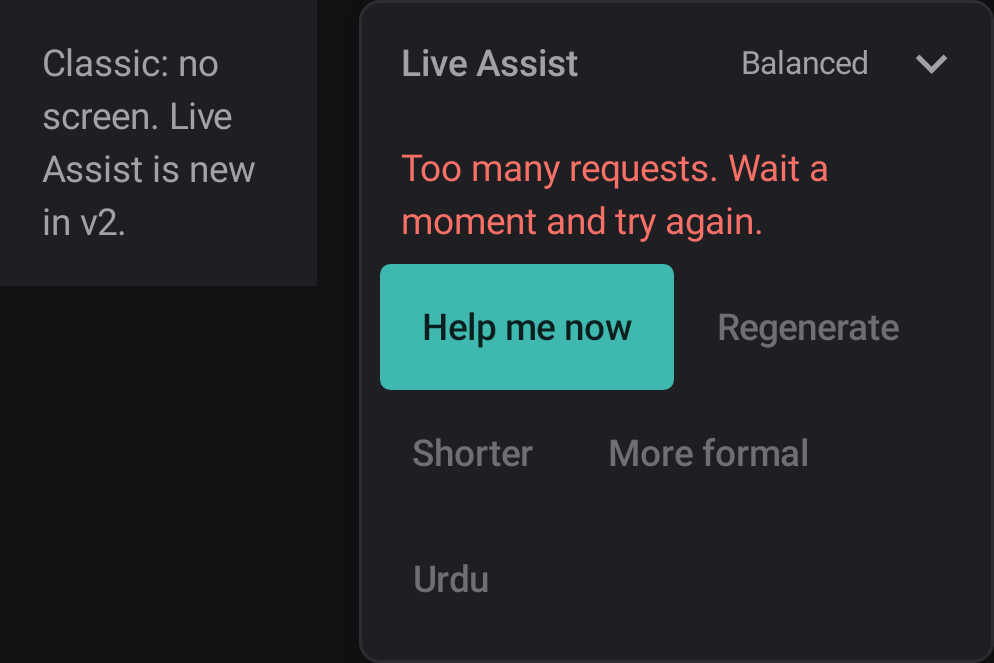 Classic: no
screen. Live
Assist is new
in v2.
Live Assist
Balanced
Too many requests. Wait a
moment and try again.
Help me now
Regenerate
Shorter
More formal
Urdu